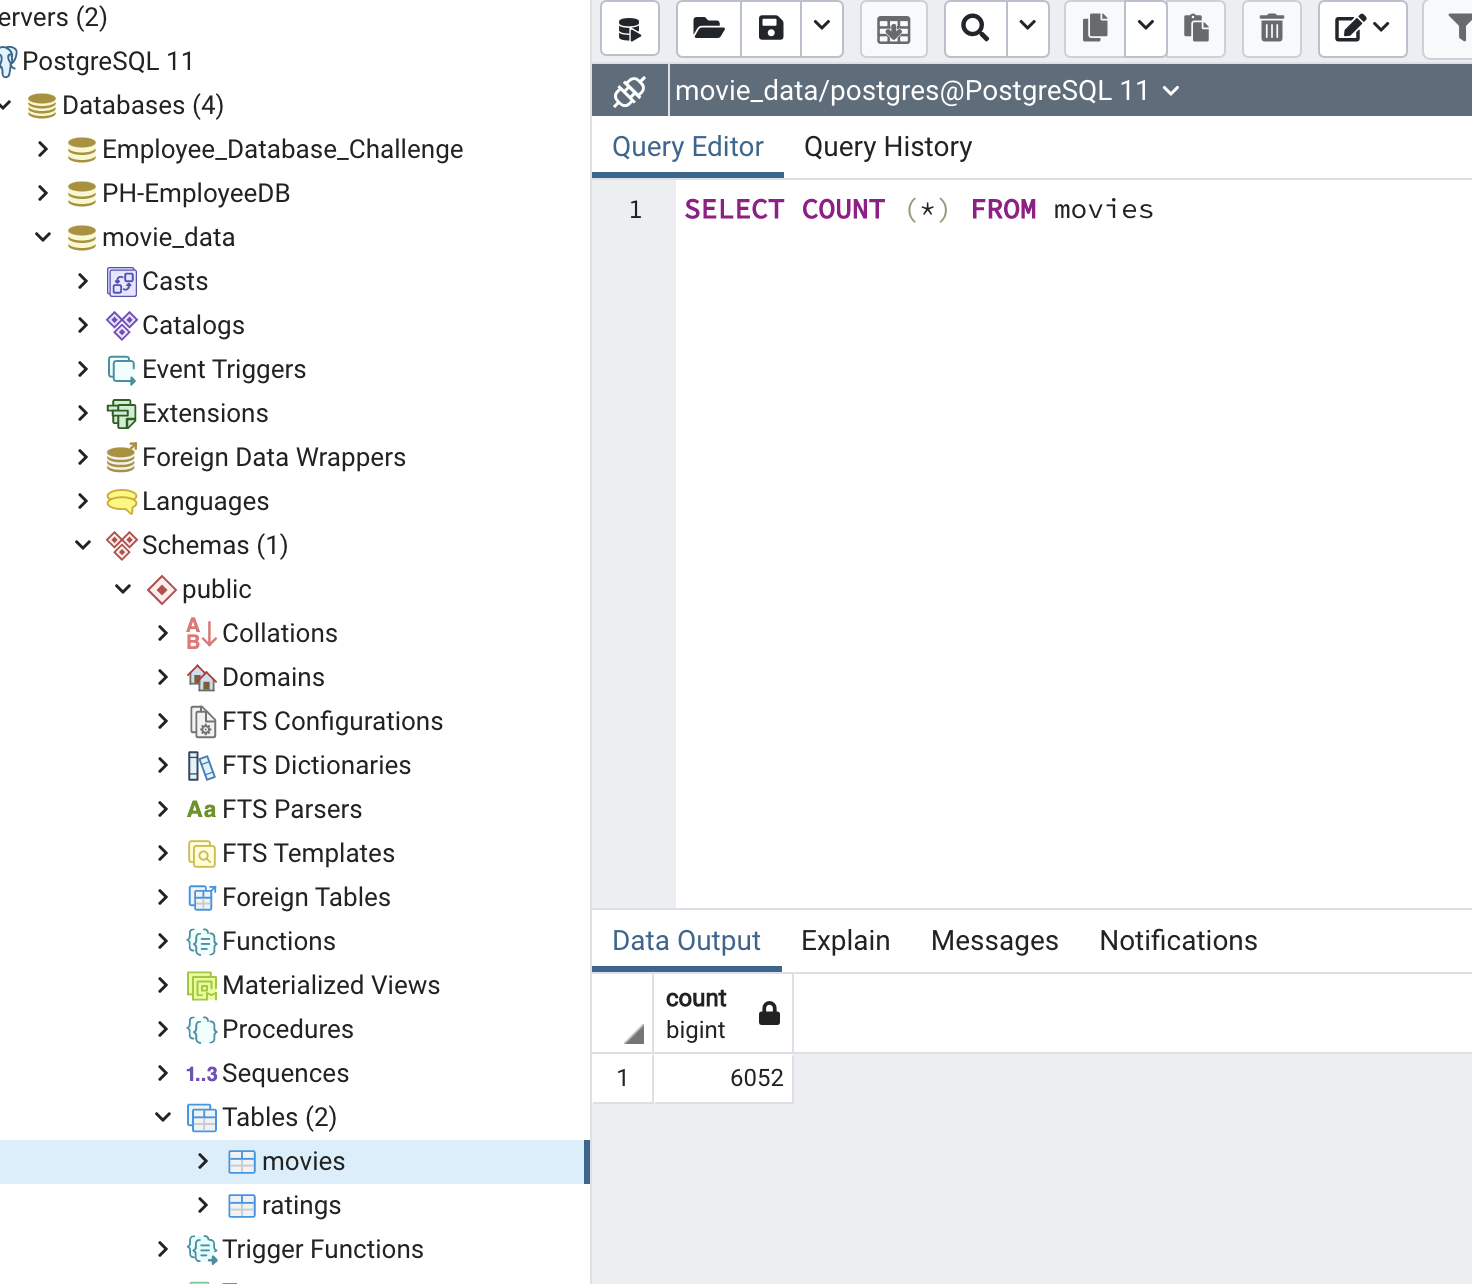 ervers (2)
PostgreSQL 11
Databases (4)
Employee_Database_Challenge
PH-EmployeeDB
movie_data
Casts
Catalogs
Event Triggers
Extensions
Foreign Data Wrappers
Languages
Schemas (1)
public
Collations
Domains
FTS Configurations
FTS Dictionaries
Aa FTS Parsers
FTS Templates
Foreign Tables
Functions
Materialized Views
Procedures
1..3 Sequences
Tables (2)
movies
ratings
Trigger Functions
movie_data/postgres@PostgreSQL 11
Query Editor Query History
1 SELECT COUNT (*) FROM movies
Data Output Explain Messages Notifications
count
bigint
1 6052